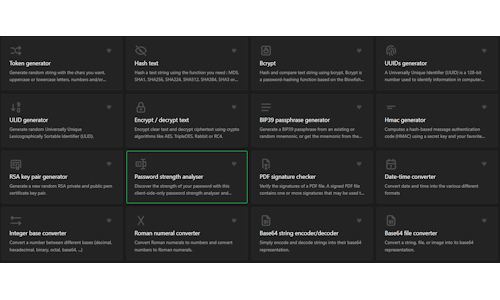 Token generator
Generate random string with the chars you want,
uppercase or lowercase letters, numbers and/or...
Hash text
Hash a text string using the function you need : MD5,
SHA1, SHA256, SHA224, SHA512, SHA384, SHA3 or...
Bcrypt
Hash and compare text string using bcrypt. Bcrypt is
a password-hashing function based on the Blowfish...
UUIDs generator
A Universally Unique Identifier (UUID) is a 128-bit
number used to identify information in computer...
ULID generator
Generate random Universally Unique
Lexicographically Sortable Identifier (ULID).
Encrypt / decrypt text
Encrypt clear text and decrypt ciphertext using crypto
algorithms like AES, TripleDES, Rabbit or RC4.
BIP39 passphrase generator
Generate a BIP39 passphrase from an existing or
random mnemonic, or get the mnemonic from the...
Hmac generator
Computes a hash-based message authentication
code (HMAC) using a secret key and your favorite...
RSA key pair generator
Generate a new random RSA private and public pem
certificate key pair.
Password strength analyser
Discover the strength of your password with this
client-side-only password strength analyser and...
PDF signature checker
Verify the signatures of a PDF file. A signed PDF file
contains one or more signatures that may be used t...
Date-time converter
Convert date and time into the various different
formats
Integer base converter
Convert a number between different bases (decimal,
hexadecimal, binary, octal, base64, ...)
Roman numeral converter
Convert Roman numerals to numbers and convert
numbers to Roman numerals.
Base64 string encoder/decoder
Simply encode and decode strings into their base64
representation.
Base64 file converter
Convert a string, file, or image into its base64
representation.